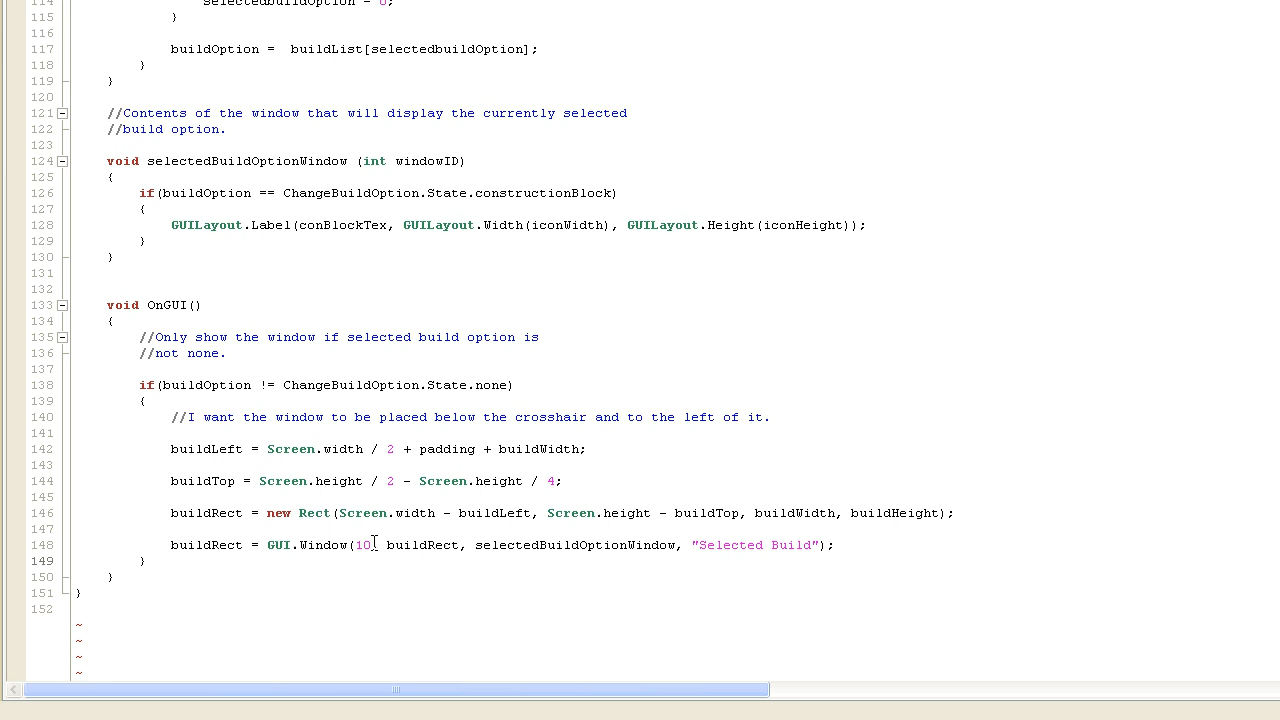 114 selectedbuildOption = 0;
115 }
116
117 buildOption =  buildList[selectedbuildOption];
118 }
119 }
120
121 //Contents of the window that will display the currently selected
122 //build option.
123
124 void selectedBuildOptionWindow (int windowID)
125 {
126 if(buildOption == ChangeBuildOption.State.constructionBlock)
127 {
128 GUILayout.Label(conBlockTex, GUILayout.Width(iconWidth), GUILayout.Height(iconHeight));
129 }
130 }
131
132
133 void OnGUI()
134 {
135 //Only show the window if selected build option is
136 //not none.
137
138 if(buildOption != ChangeBuildOption.State.none)
139 {
140 //I want the window to be placed below the crosshair and to the left of it.
141
142 buildLeft = Screen.width / 2 + padding + buildWidth;
143
144 buildTop = Screen.height / 2 - Screen.height / 4;
145
146 buildRect = new Rect(Screen.width - buildLeft, Screen.height - buildTop, buildWidth, buildHeight);
147
148 buildRect = GUI.Window(10, buildRect, selectedBuildOptionWindow, "Selected Build");
149 }
150 }
151 }
152
~
~
~
~